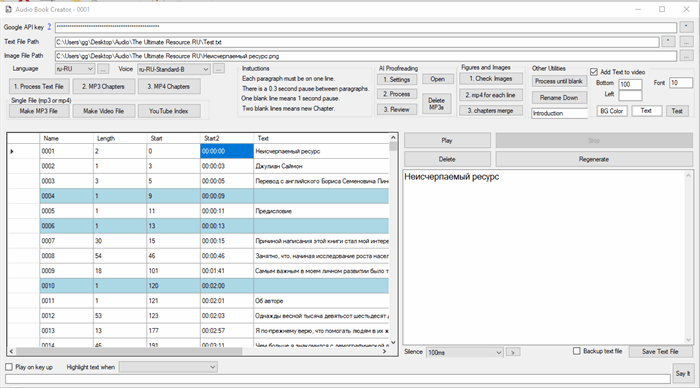 Audio Book Creator - 0001
Google API key ? **************************************************
Text File Path C:\Users\gg\Desktop\Audio\The Ultimate Resource RU\Test.txt ...
Image File Path C:\Users\gg\Desktop\Audio\The Ultimate Resource RU\Неисчерпаемый ресурс.png ...
Language ru-RU ... Voice ru-RU-Standard-B ...
1. Process Text File 2. MP3 Chapters 3. MP4 Chapters
Single File (mp3 or mp4)
Make MP3 File Make Video File YouTube Index
Instuctions
Each paragraph must be on one line.
There is a 0.3 second pause between paragraphs.
One blank line means 1 second pause.
Two blank lines means new Chapter.
AI Proofreading
1. Settings Open
2. Process Delete MP3s
3. Review
Figures and Images
1. Check Images
2. mp4 for each line
3. chapters merge
Other Utilities
Process until blank
Rename Down
Introduction
Add Text to video
Bottom 100 Font 10
Left
BG Color Text Test
Name Length Start Start2 Text
0001 2 0 00:00:00 Неисчерпаемый ресурс
0002 1 3 00:00:03 Джулиан Саймон
0003 3 5 00:00:05 Перевод с английского Бориса Семеновича Пин
0004 1 9 00:00:09
0005 1 11 00:00:11 Предисловие
0006 1 13 00:00:13
0007 30 15 00:00:15 Причиной написания этой книги стал мой интере
0008 54 46 00:00:46 Занятно, что, начиная исследование роста насел
0009 18 101 00:01:41 Самым важным в моем личном развитии было т
0010 1 120 00:02:00
0011 1 121 00:02:01 Об авторе
0012 53 123 00:02:03 Однажды весной тысяча девятьсот шестьдесят д
0013 13 177 00:02:57 Я по-прежнему верю, что помогать людям в их ж
0014 46 191 00:03:11 Чем больше я знакомился с демографической л
Play Stop
Delete Regenerate
Неисчерпаемый ресурс
Silence 100ms > Backup text file Save Text File
Play on key up Highlight text when
Say It